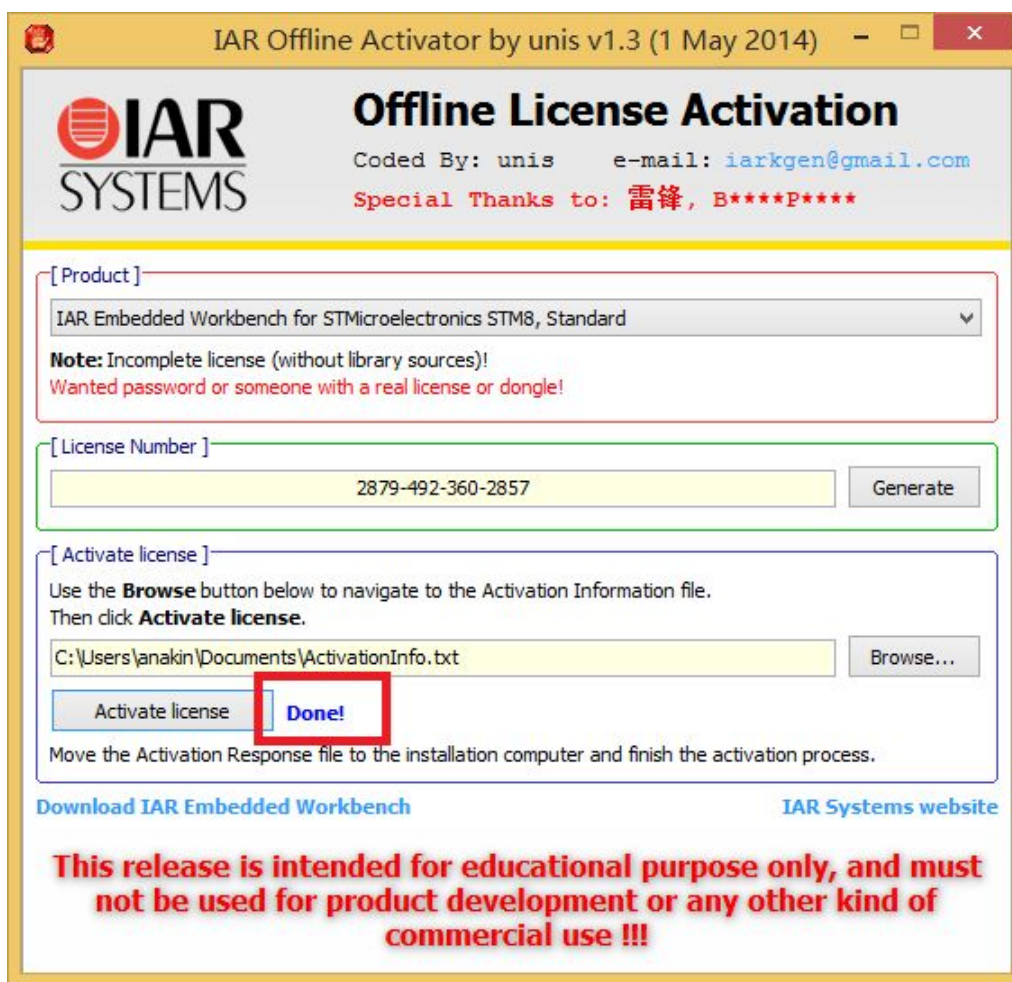 IAR Offline Activator by unis v1.3 (1 May 2014)
IAR
SYSTEMS
Offline License Activation
Coded By: unis e-mail: iarkgen@gmail.com
Special Thanks to: 雷锋, B****P****
[ Product ]
IAR Embedded Workbench for STMicroelectronics STM8, Standard
Note: Incomplete license (without library sources)!
Wanted password or someone with a real license or dongle!
[ License Number ]
2879-492-360-2857
Generate
[ Activate license ]
Use the Browse button below to navigate to the Activation Information file.
Then click Activate license.
C:\Users\anakin\Documents\ActivationInfo.txt
Browse...
Activate license
Done!
Move the Activation Response file to the installation computer and finish the activation process.
Download IAR Embedded Workbench
IAR Systems website
This release is intended for educational purpose only, and must
not be used for product development or any other kind of
commercial use !!!